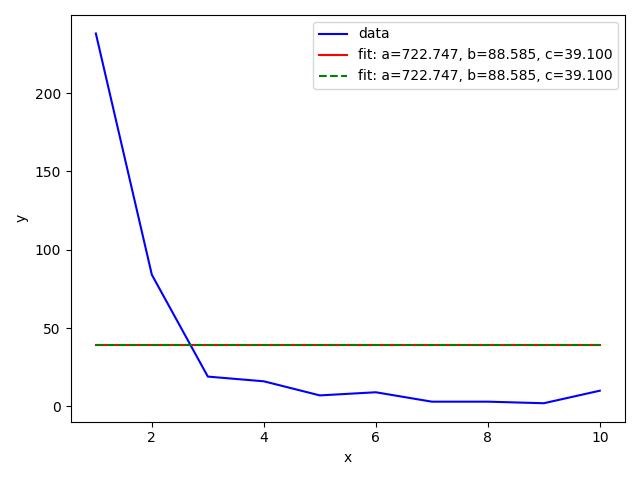 data
fit: a=722.747, b=88.585, c=39.100
fit: a=722.747, b=88.585, c=39.100
200
150
100
50
0
y
2
4
6
8
10
x